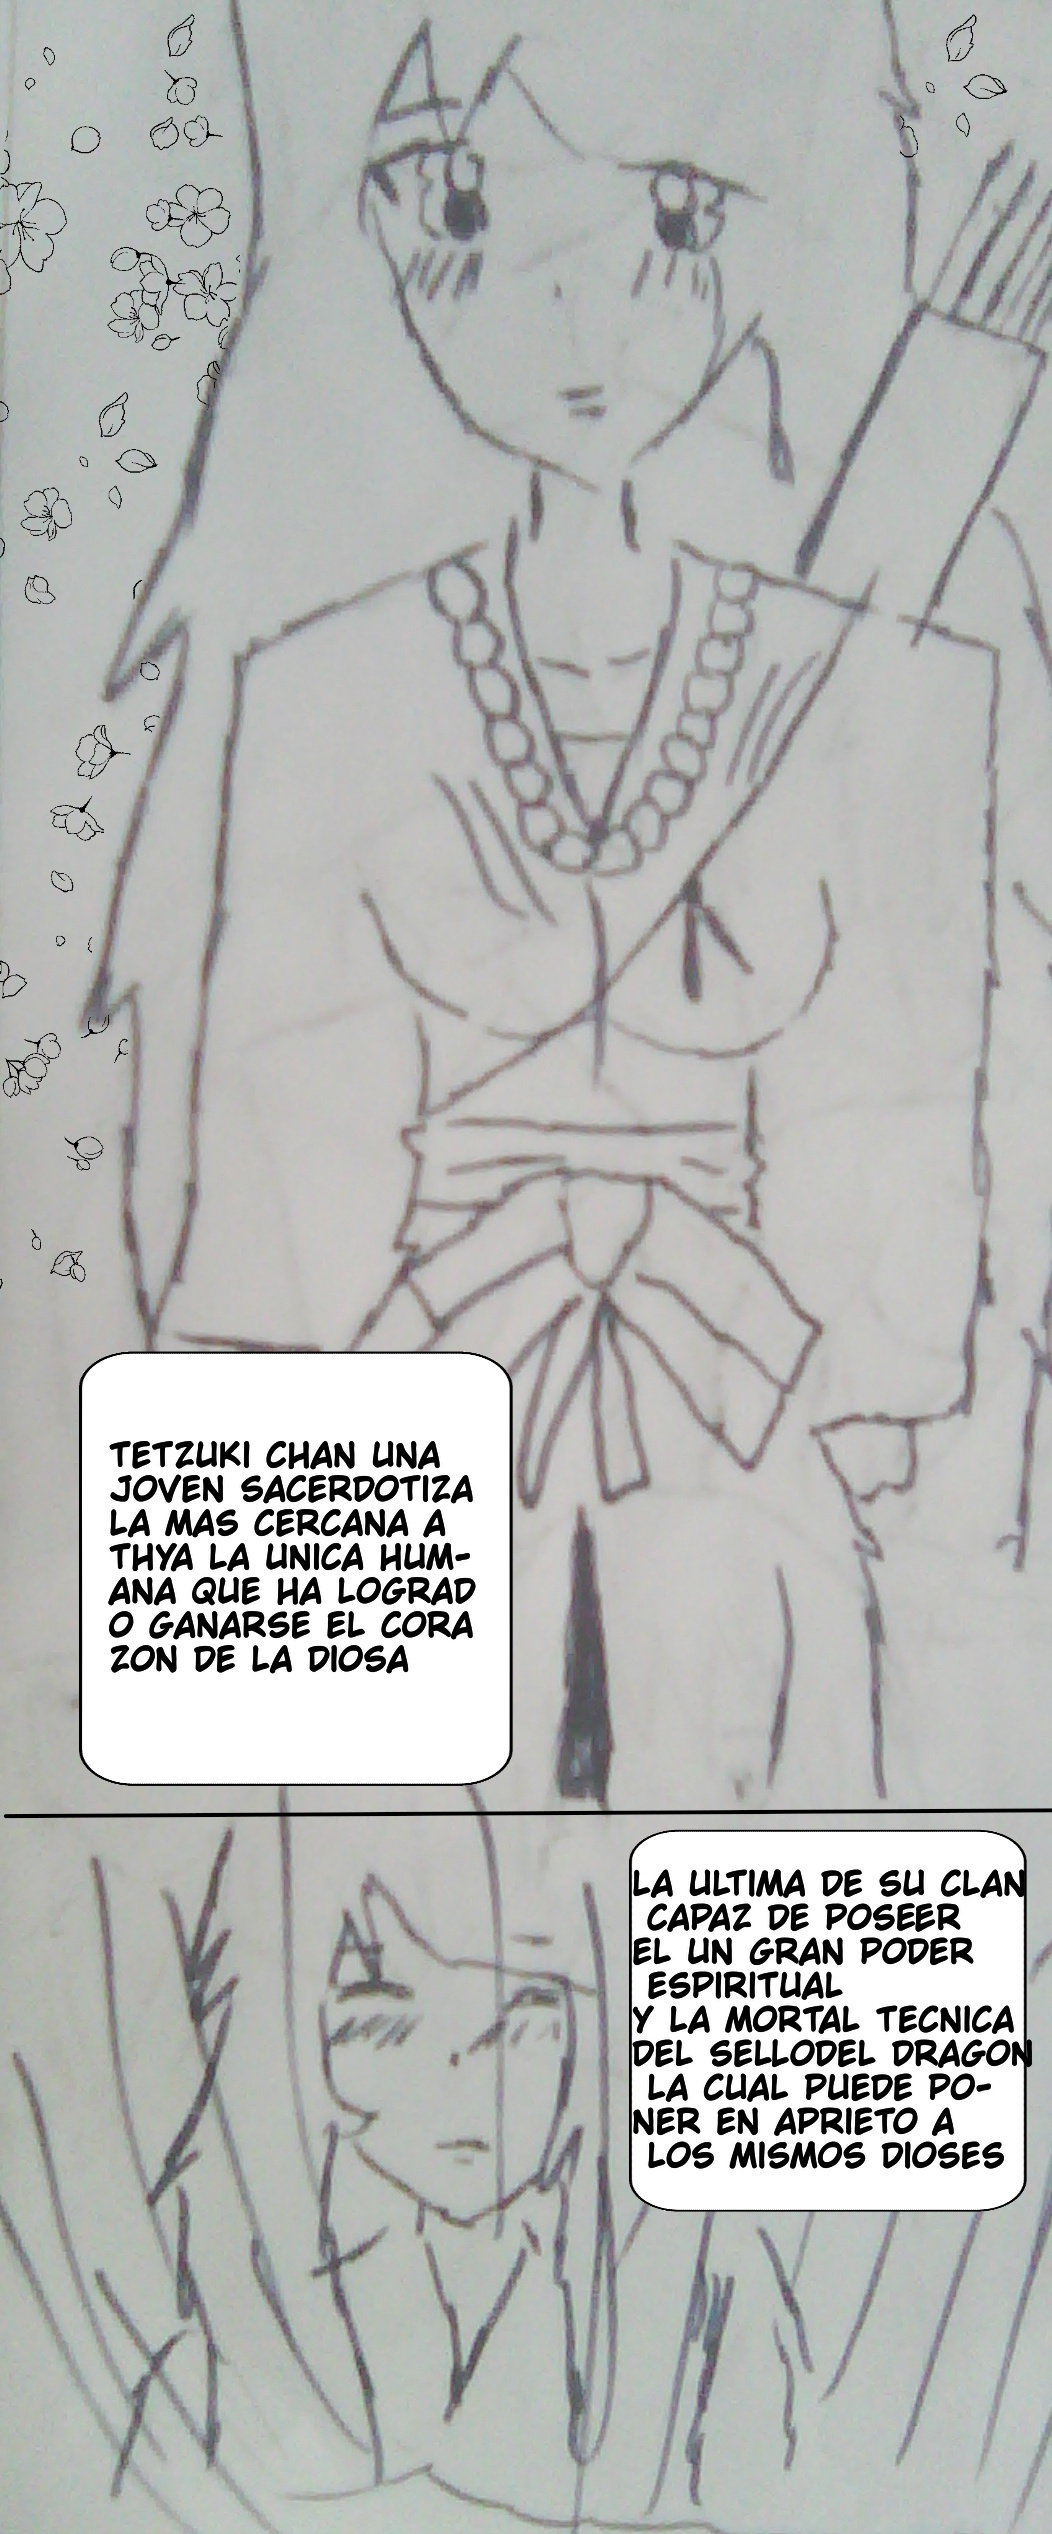 TETZUKI CHAN UNA
JOVEN SACERDOTIZA
LA MAS CERCANA A
THYA LA UNICA HUM-
ANA QUE HA LOGRAD
O GANARSE EL CORA
ZON DE LA DIOSA
LA ULTIMA DE SU CLAN
CAPAZ DE POSEER
EL UN GRAN PODER
ESPIRITUAL
Y LA MORTAL TECNICA
DEL SELLODEL DRAGON
LA CUAL PUEDE PO-
NER EN APRIETO A
LOS MISMOS DIOSES